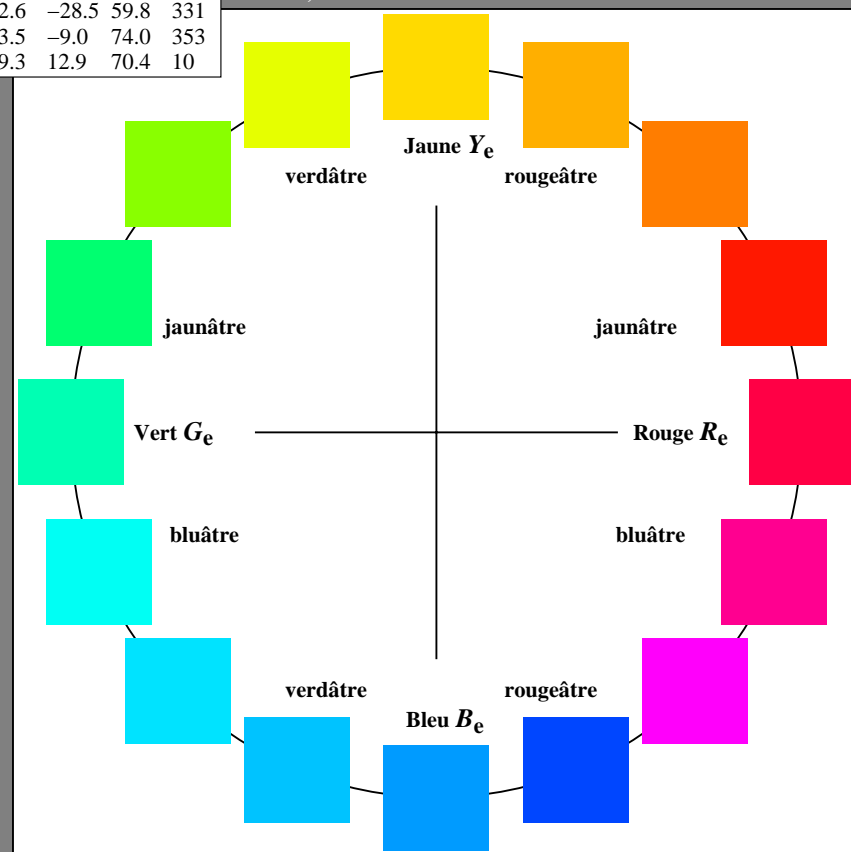 2.6 –28.5 59.8 331
3.5 –9.0 74.0 353
9.3 12.9 70.4 10
Jaune Ye
verdâtre rougeâtre
jaunâtre jaunâtre
Vert Ge Rouge Re
bluâtre bluâtre
verdâtre rougeâtre
Bleu Be